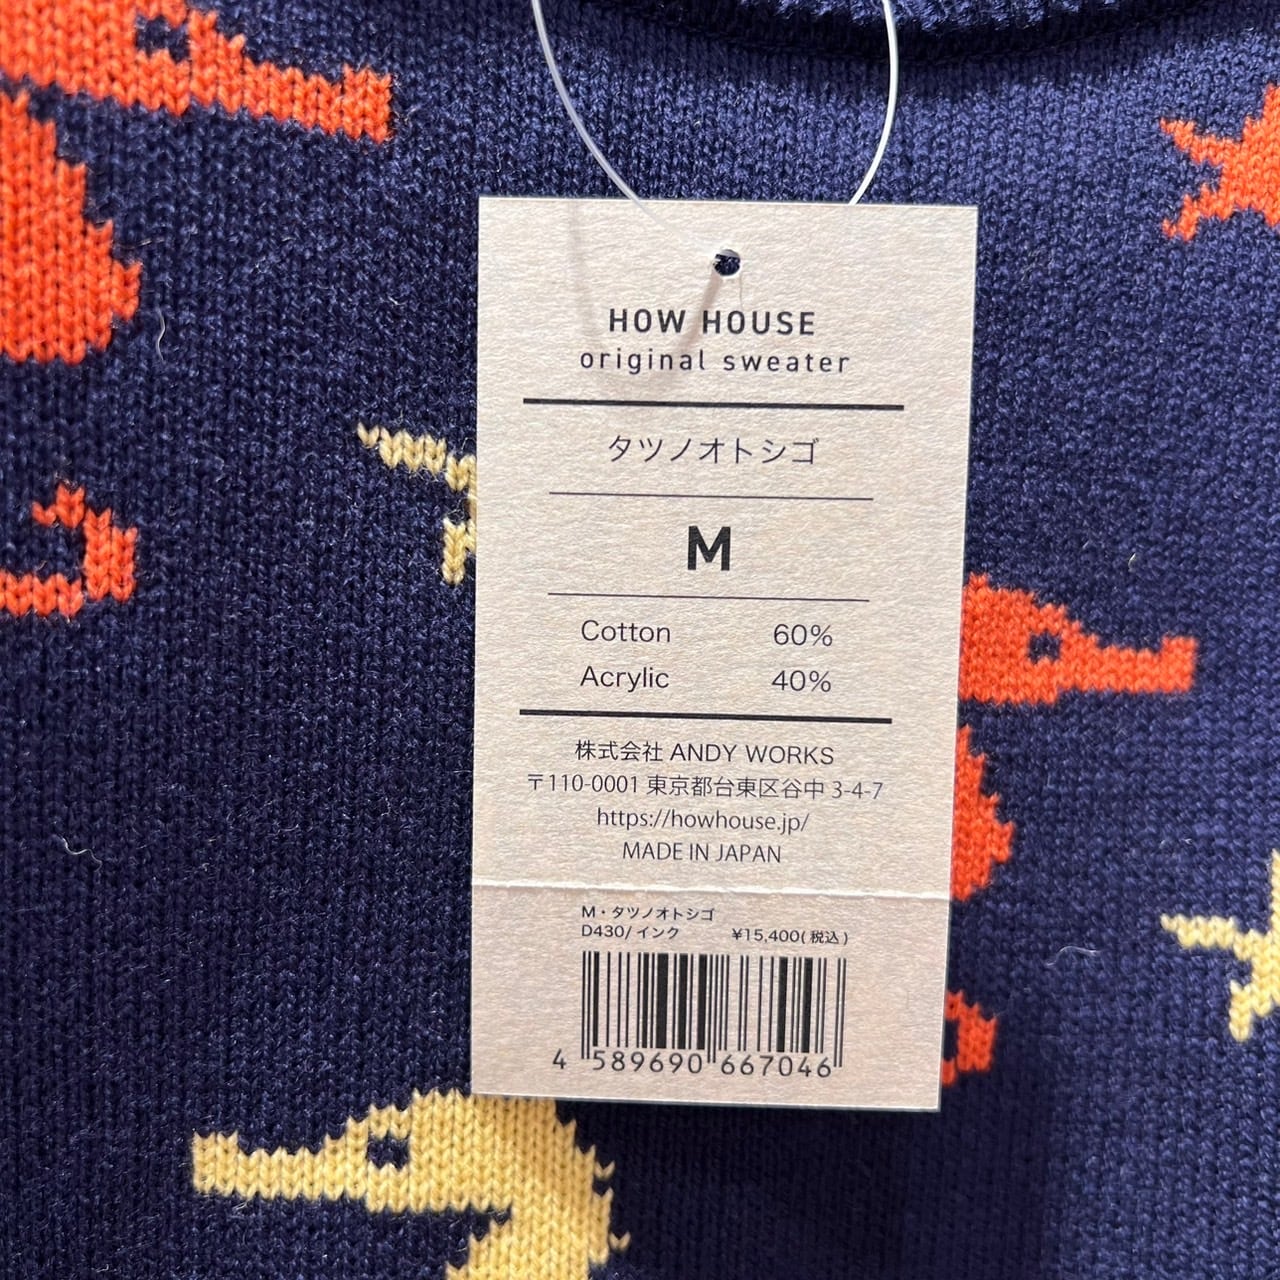 HOW HOUSE
original sweater
タツノオトシゴ
M
Cotton 60%
Acrylic 40%
株式会社 ANDY WORKS
〒110-0001 東京都台東区谷中 3-4-7
https://howhouse.jp/
MADE IN JAPAN
M・タツノオトシゴ
D430/インク ¥15,400(税込)
4 589690 667046